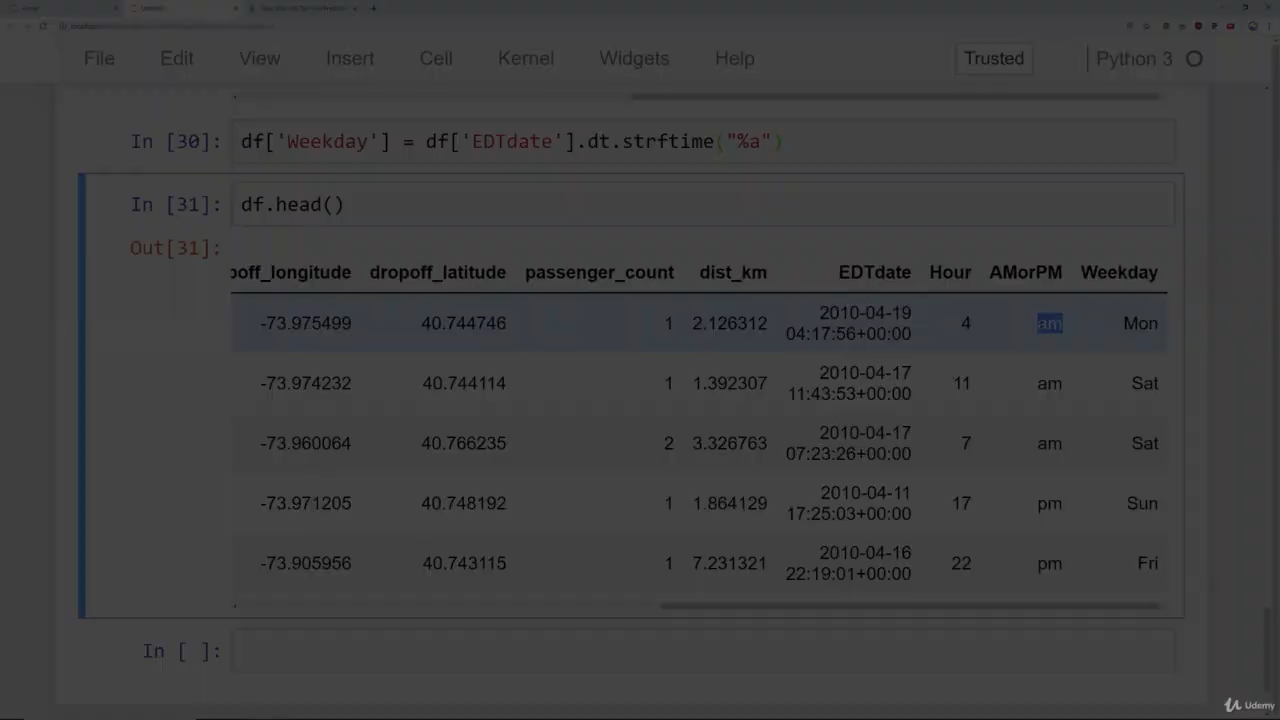 File Edit View Insert Cell Kernel Widgets Help Trusted Python 3
In [30]: df['Weekday'] = df['EDTdate'].dt.strftime("%a")
In [31]: df.head()
Out[31]:
poff_longitude dropoff_latitude passenger_count dist_km EDTdate Hour AMorPM Weekday
-73.975499 40.744746 1 2.126312 2010-04-19 04:17:56+00:00 4 am Mon
-73.974232 40.744114 1 1.392307 2010-04-17 11:43:53+00:00 11 am Sat
-73.960064 40.766235 2 3.326763 2010-04-17 07:23:26+00:00 7 am Sat
-73.971205 40.748192 1 1.864129 2010-04-11 17:25:03+00:00 17 pm Sun
-73.905956 40.743115 1 7.231321 2010-04-16 22:19:01+00:00 22 pm Fri
In [ ]:
Udemy